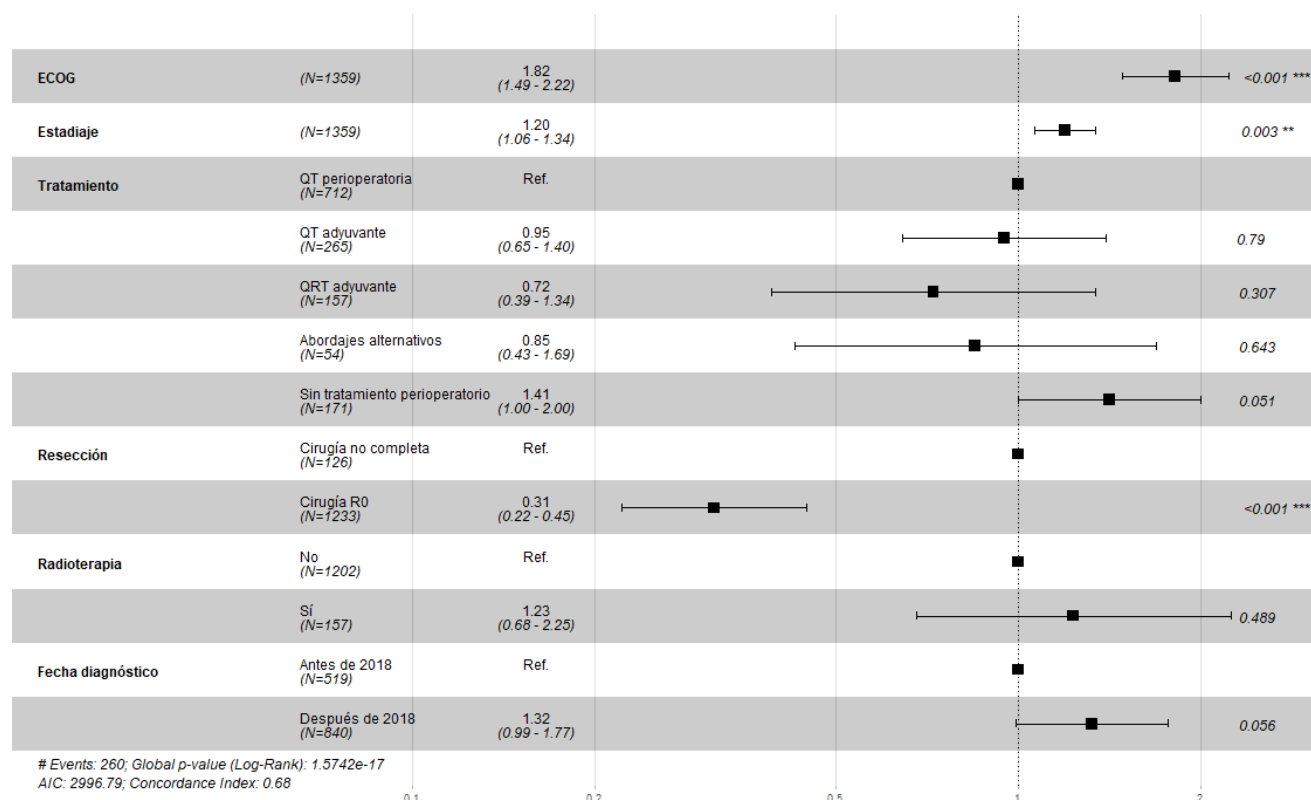 ECOG (N=1359) 1.82 (1.49 - 2.22) <0.001 ***
Estadiaje (N=1359) 1.20 (1.06 - 1.34) 0.003 **
Tratamiento QT perioperatoria (N=712) Ref.
QT adyuvante (N=265) 0.95 (0.65 - 1.40) 0.79
QRT adyuvante (N=157) 0.72 (0.39 - 1.34) 0.307
Abordajes alternativos (N=54) 0.85 (0.43 - 1.69) 0.643
Sin tratamiento perioperatorio (N=171) 1.41 (1.00 - 2.00) 0.051
Resección Cirugía no completa (N=126) Ref.
Cirugía R0 (N=1233) 0.31 (0.22 - 0.45) <0.001 ***
Radioterapia No (N=1202) Ref.
Sí (N=157) 1.23 (0.68 - 2.25) 0.489
Fecha diagnóstico Antes de 2018 (N=519) Ref.
Después de 2018 (N=840) 1.32 (0.99 - 1.77) 0.056
# Events: 260; Global p-value (Log-Rank): 1.5742e-17
AIC: 2996.79; Concordance Index: 0.68
0.1 0.2 0.5 1 2